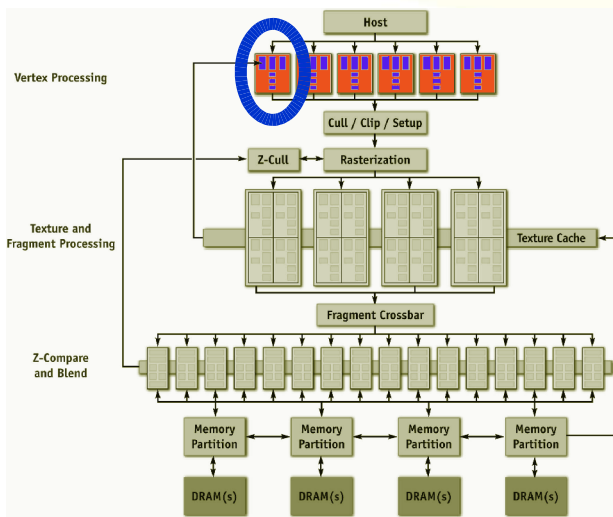 Host
Vertex Processing
Cull / Clip / Setup
Z-Cull
Rasterization
Texture and
Fragment Processing
Texture Cache
Fragment Crossbar
Z-Compare
and Blend
Memory
Partition
Memory
Partition
Memory
Partition
Memory
Partition
DRAM(s)
DRAM(s)
DRAM(s)
DRAM(s)